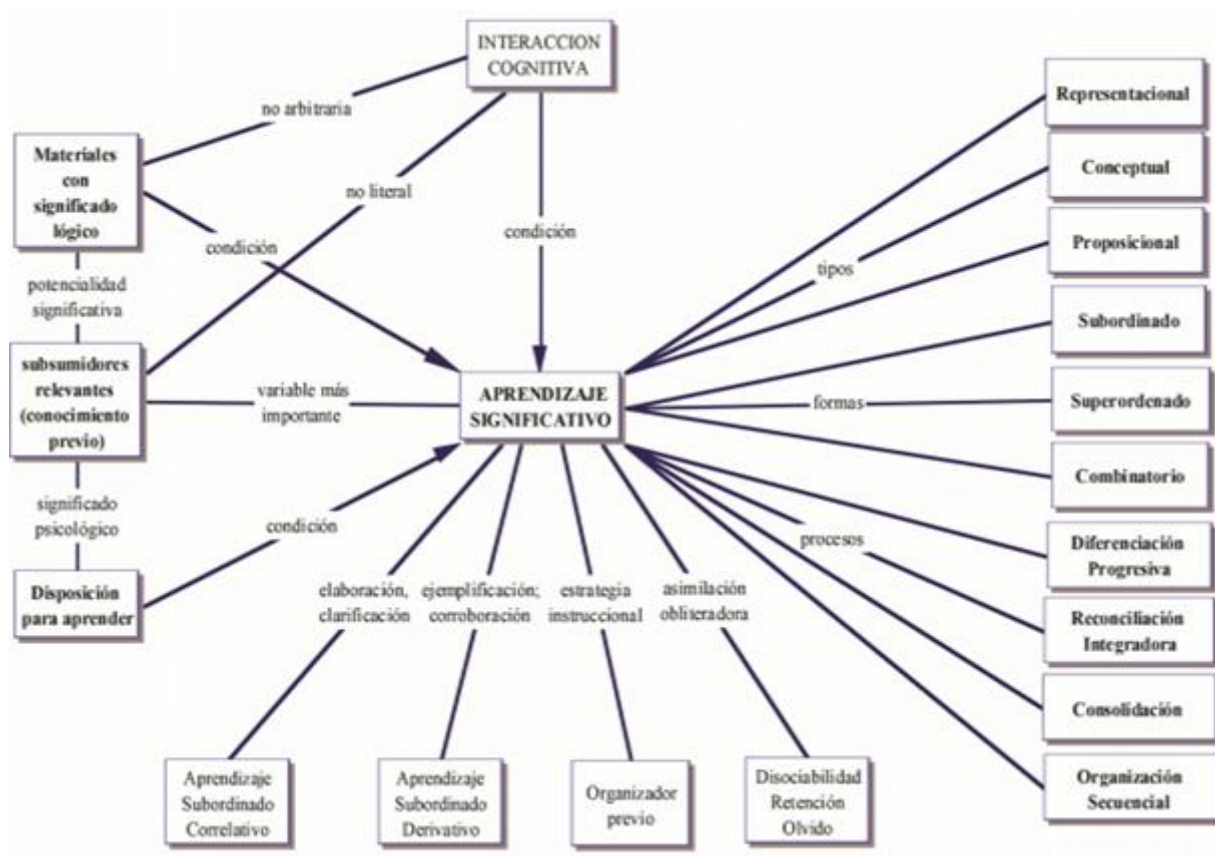 INTERACCION
COGNITIVA
no arbitraria
no literal
condición
Materiales
con
significado
lógico
condición
potencialidad
significativa
subsumidores
relevantes
(conocimiento
previo)
variable más
importante
significado
psicológico
Disposición
para aprender
condición
APRENDIZAJE
SIGNIFICATIVO
tipos
Representacional
Conceptual
Proposicional
formas
Subordinado
Superordenado
Combinatorio
procesos
Diferenciación
Progresiva
Reconciliación
Integradora
Consolidación
Organización
Secuencial
elaboración,
clarificación
ejemplificación;
corroboración
estrategia
instruccional
asimilación
obliteradora
Aprendizaje
Subordinado
Correlativo
Aprendizaje
Subordinado
Derivativo
Organizador
previo
Disociabilidad
Retención
Olvido